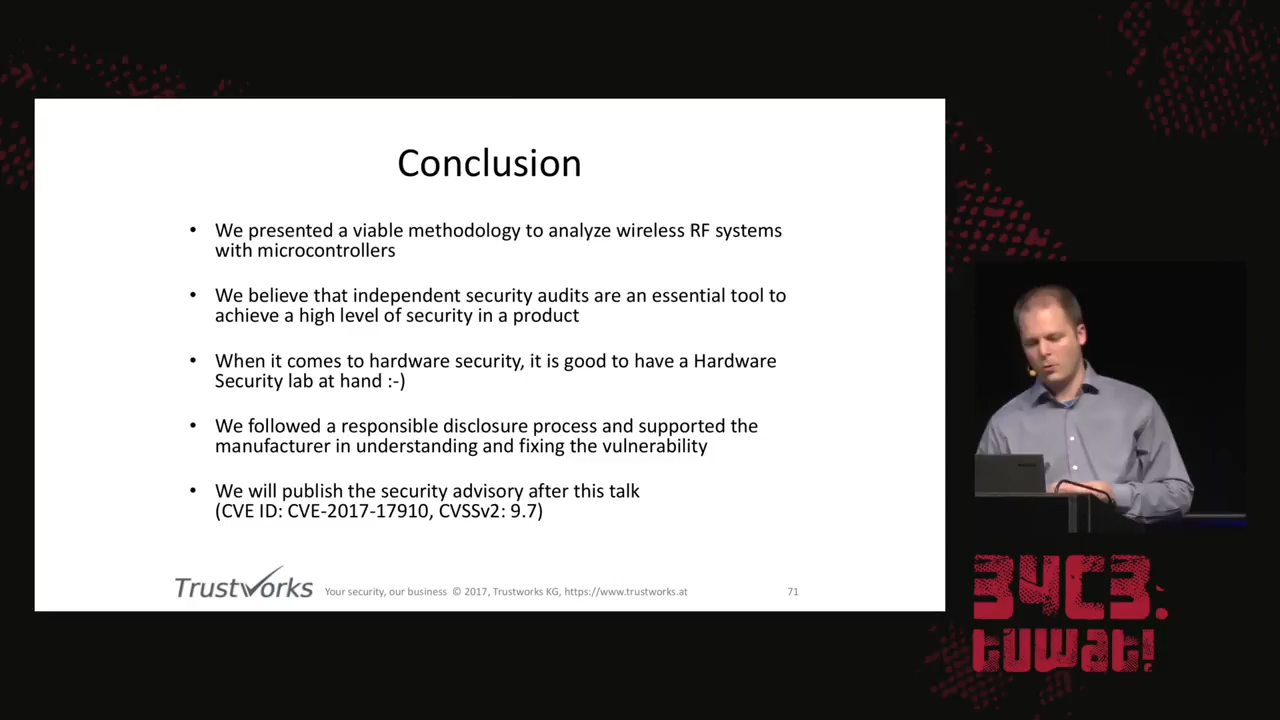 Conclusion
• We presented a viable methodology to analyze wireless RF systems
with microcontrollers
• We believe that independent security audits are an essential tool to
achieve a high level of security in a product
• When it comes to hardware security, it is good to have a Hardware
Security lab at hand :-)
• We followed a responsible disclosure process and supported the
manufacturer in understanding and fixing the vulnerability
• We will publish the security advisory after this talk
(CVE ID: CVE-2017-17910, CVSSv2: 9.7)
Trustworks Your security, our business © 2017, Trustworks KG, https://www.trustworks.at 71
34C3:
tuwat!